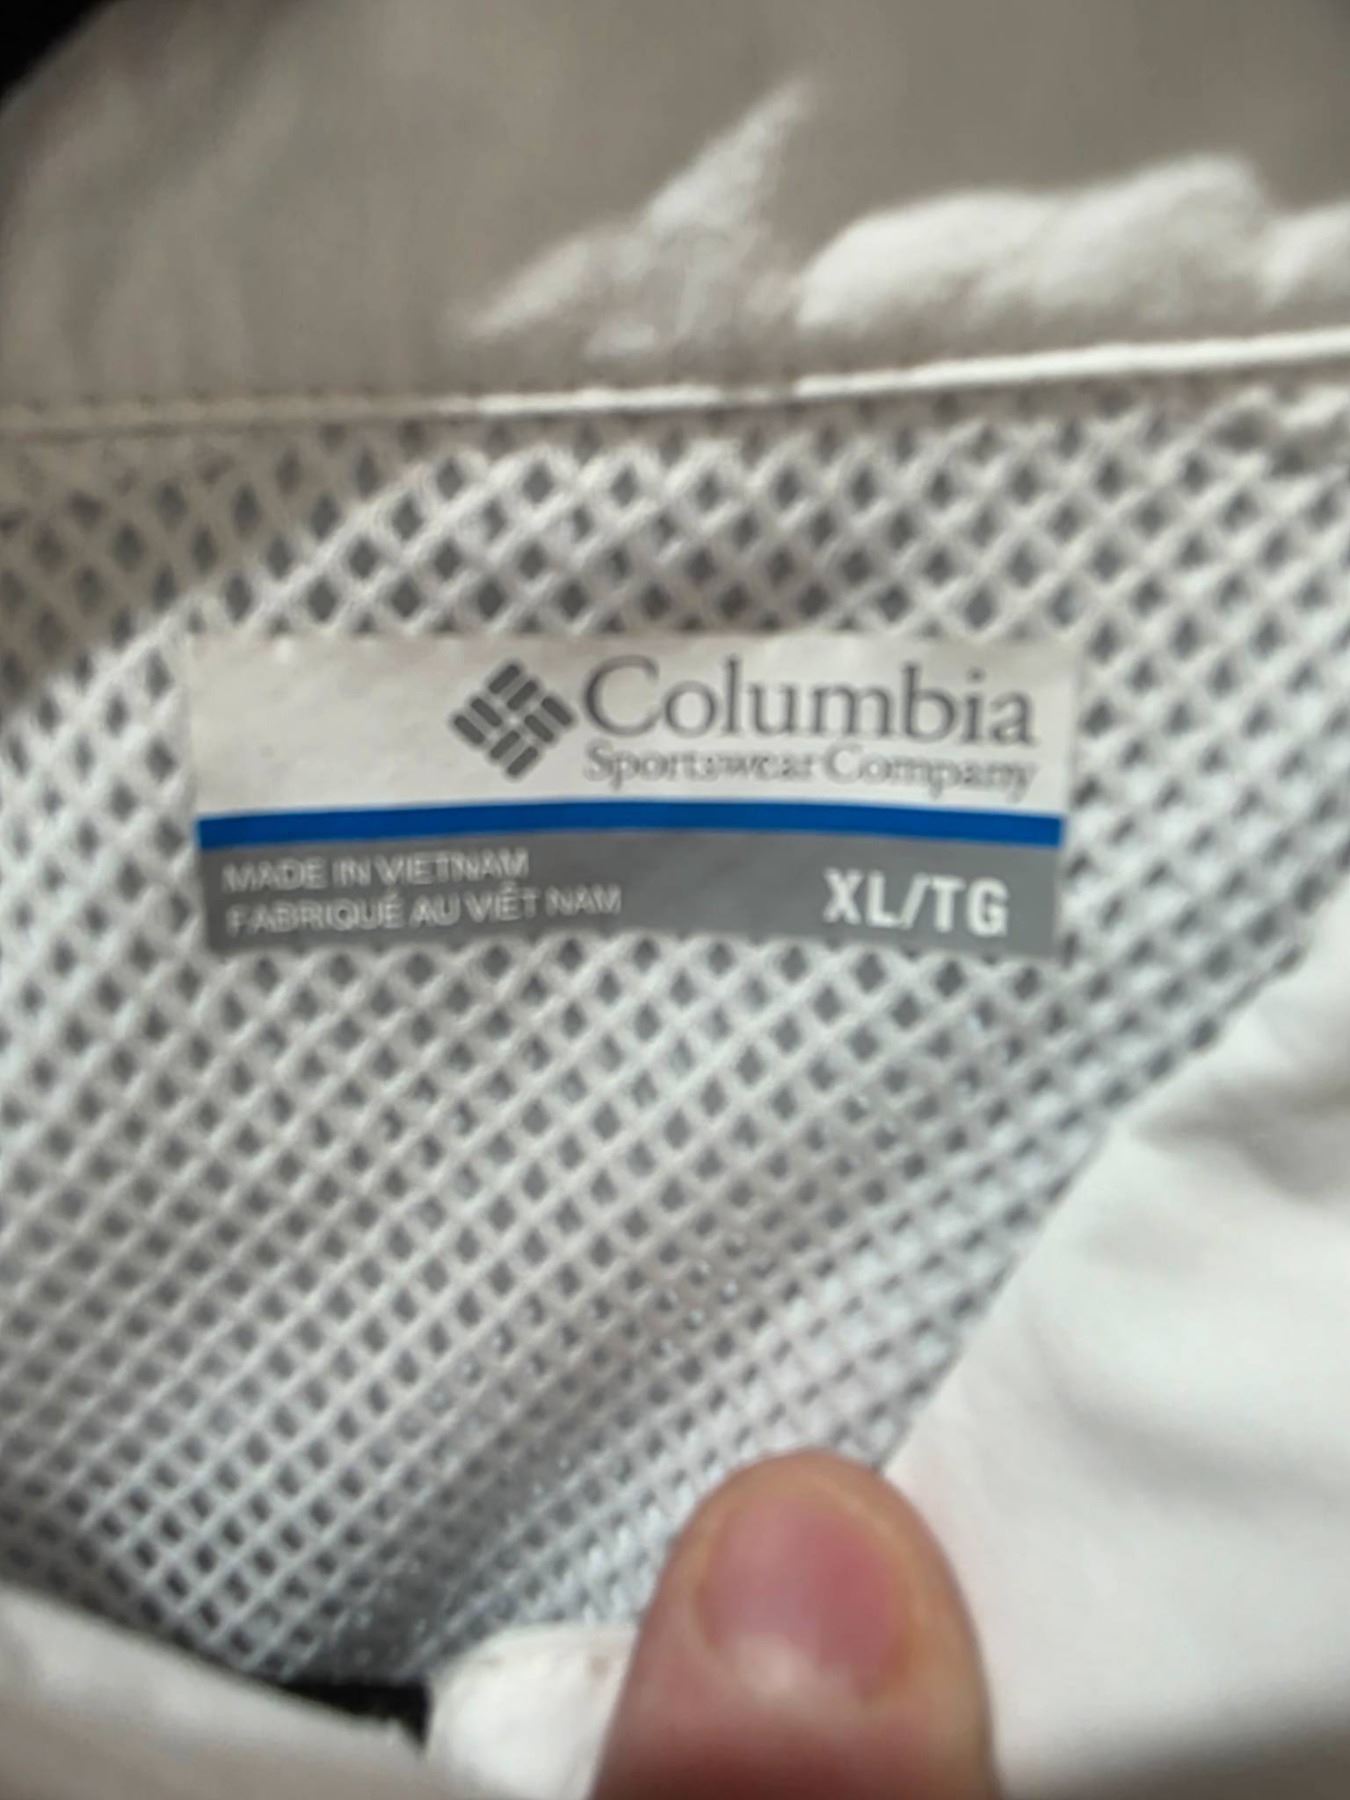 Columbia
Sportswear Company
MADE IN VIETNAM
FABRIQUÉ AU VIÊT NAM
XL/TG